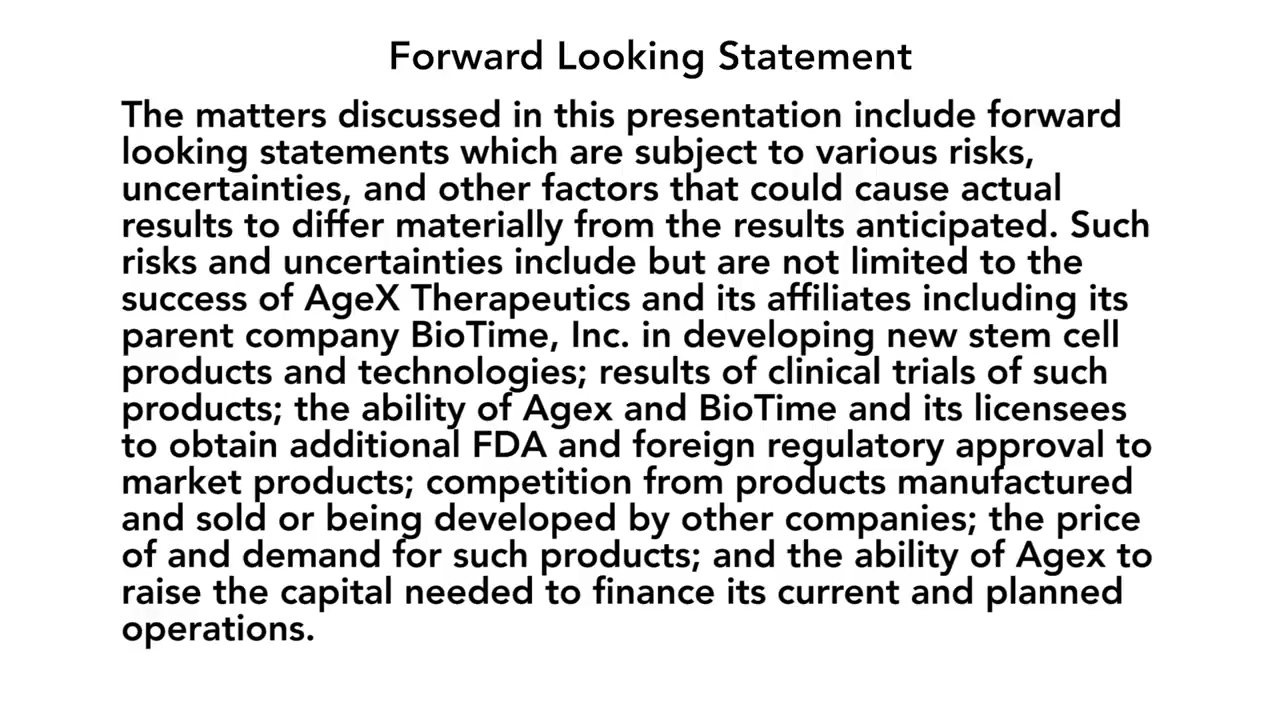 Forward Looking Statement
The matters discussed in this presentation include forward
looking statements which are subject to various risks,
uncertainties, and other factors that could cause actual
results to differ materially from the results anticipated. Such
risks and uncertainties include but are not limited to the
success of AgeX Therapeutics and its affiliates including its
parent company BioTime, Inc. in developing new stem cell
products and technologies; results of clinical trials of such
products; the ability of Agex and BioTime and its licensees
to obtain additional FDA and foreign regulatory approval to
market products; competition from products manufactured
and sold or being developed by other companies; the price
of and demand for such products; and the ability of Agex to
raise the capital needed to finance its current and planned
operations.